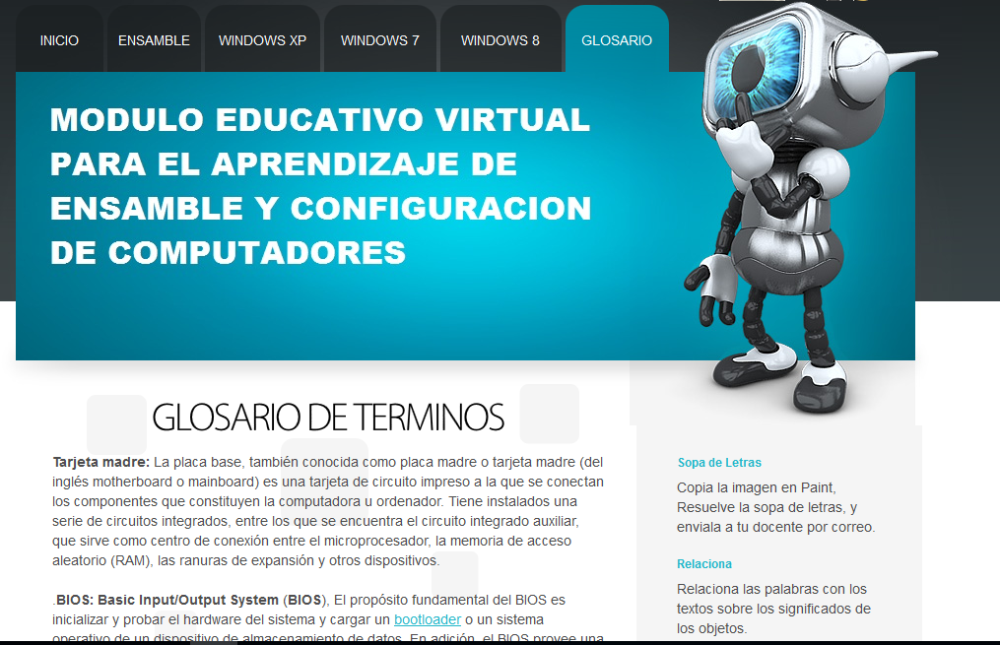 INICIO
ENSAMBLE
WINDOWS XP
WINDOWS 7
WINDOWS 8
GLOSARIO
MODULO EDUCATIVO VIRTUAL
PARA EL APRENDIZAJE DE
ENSAMBLE Y CONFIGURACION
DE COMPUTADORES
GLOSARIO DE TERMINOS
Tarjeta madre: La placa base, también conocida como placa madre o tarjeta madre (del
inglés motherboard o mainboard) es una tarjeta de circuito impreso a la que se conectan
los componentes que constituyen la computadora u ordenador. Tiene instalados una
serie de circuitos integrados, entre los que se encuentra el circuito integrado auxiliar,
que sirve como centro de conexión entre el microprocesador, la memoria de acceso
aleatorio (RAM), las ranuras de expansión y otros dispositivos.
.BIOS: Basic Input/Output System (BIOS), El propósito fundamental del BIOS es
inicializar y probar el hardware del sistema y cargar un bootloader o un sistema
operativo de un dispositivo de almacenamiento de datos. En adición, el BIOS provee una
Sopa de Letras
Copia la imagen en Paint,
Resuelve la sopa de letras, y
enviala a tu docente por correo.
Relaciona
Relaciona las palabras con los
textos sobre los significados de
los objetos.